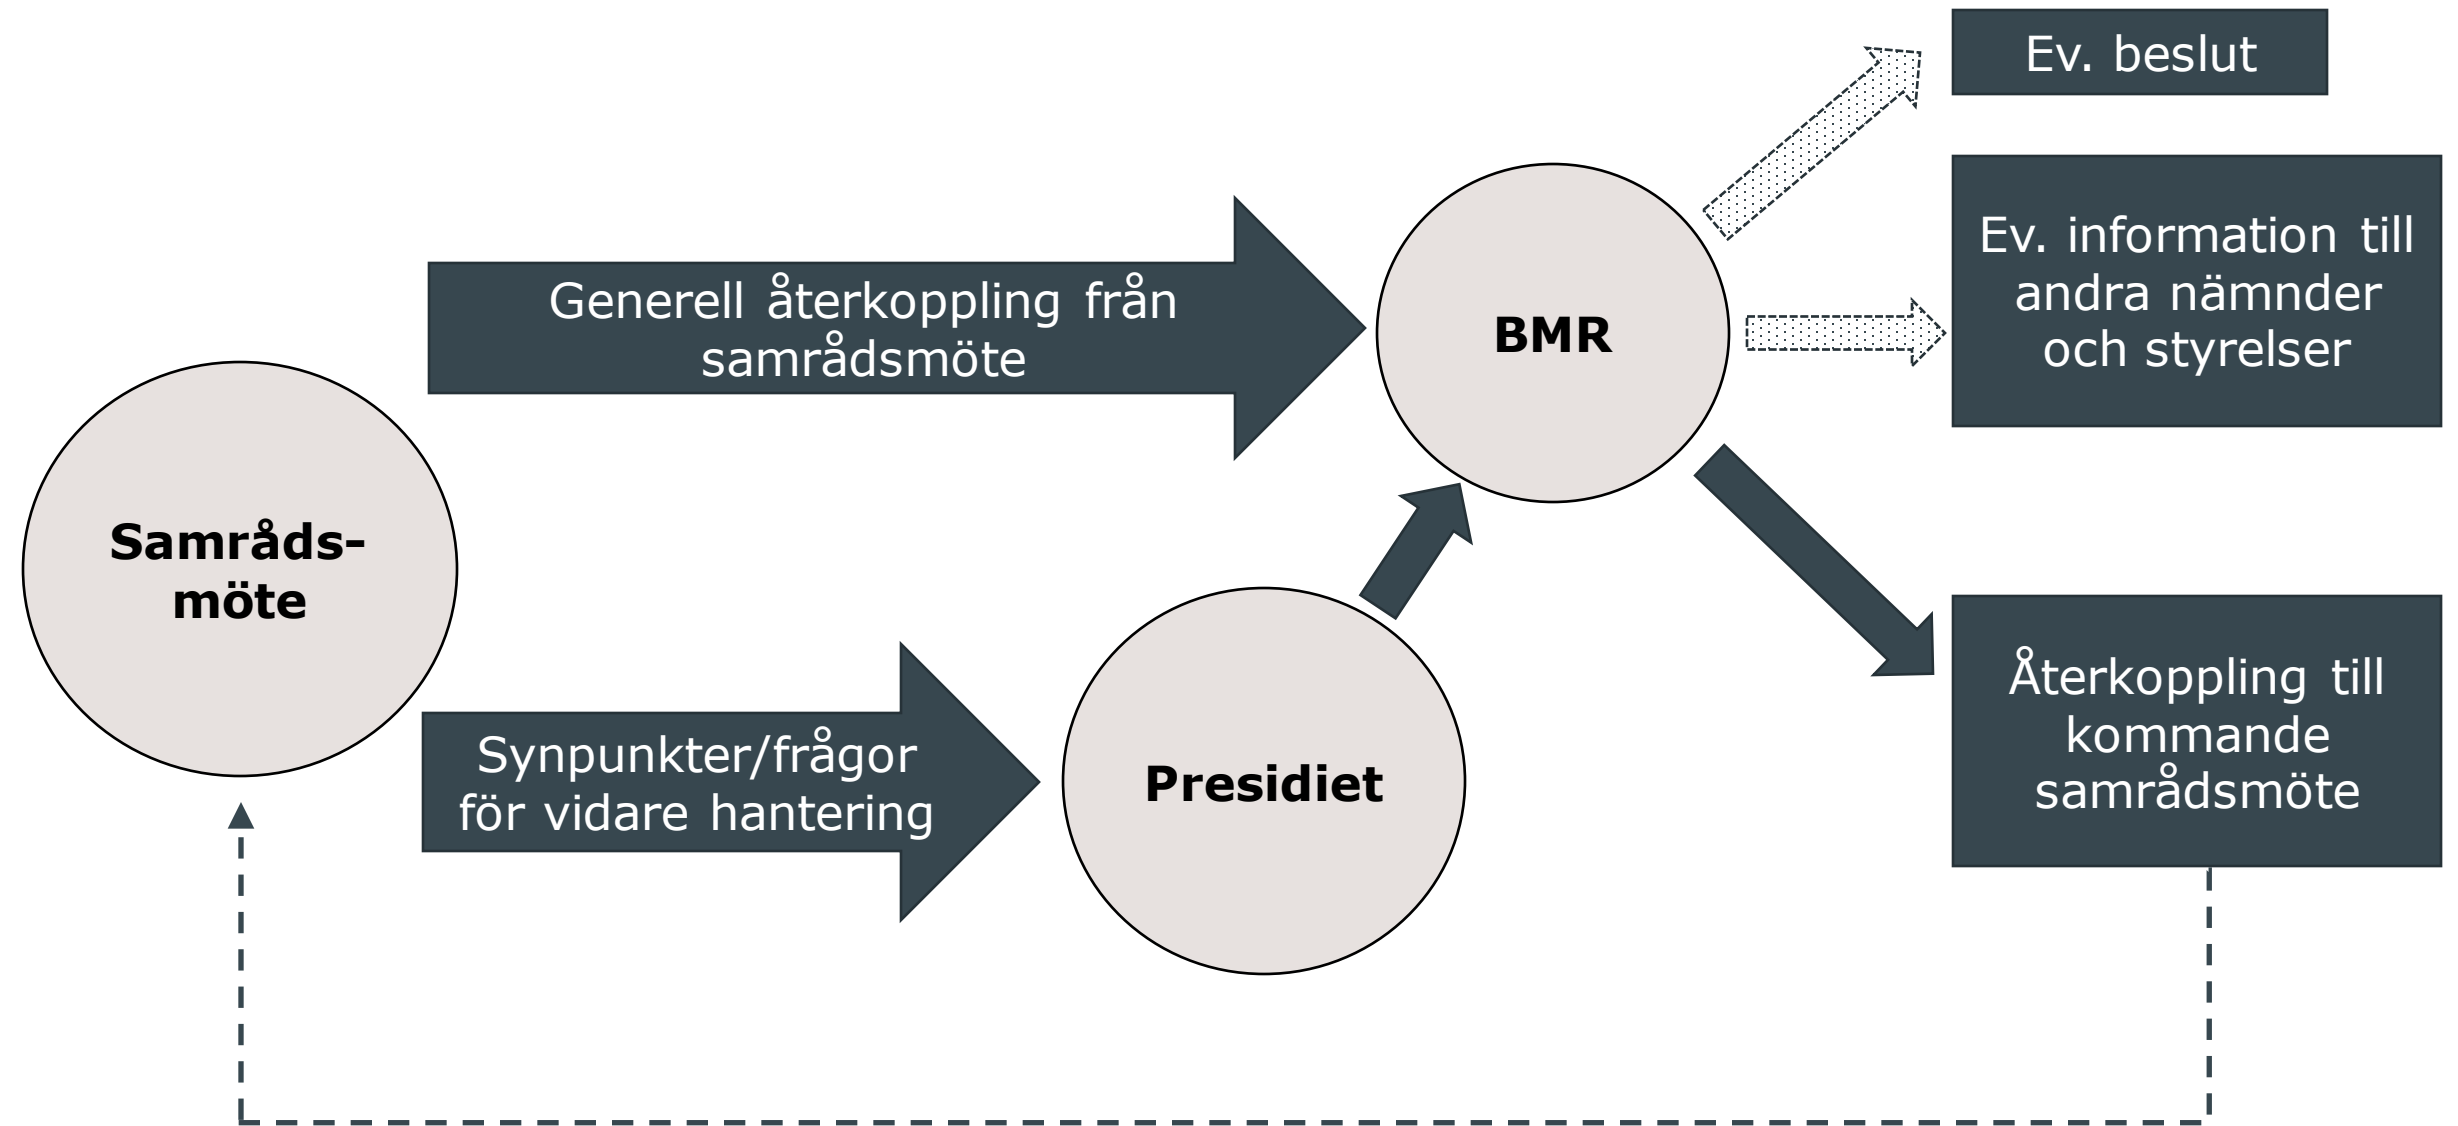 Ev. beslut
Ev. information till
andra nämnder
och styrelser
Generell återkoppling från
samrådsmöte
BMR
Samråds-
möte
Synpunkter/frågor
för vidare hantering
Presidiet
Återkoppling till
kommande
samrådsmöte